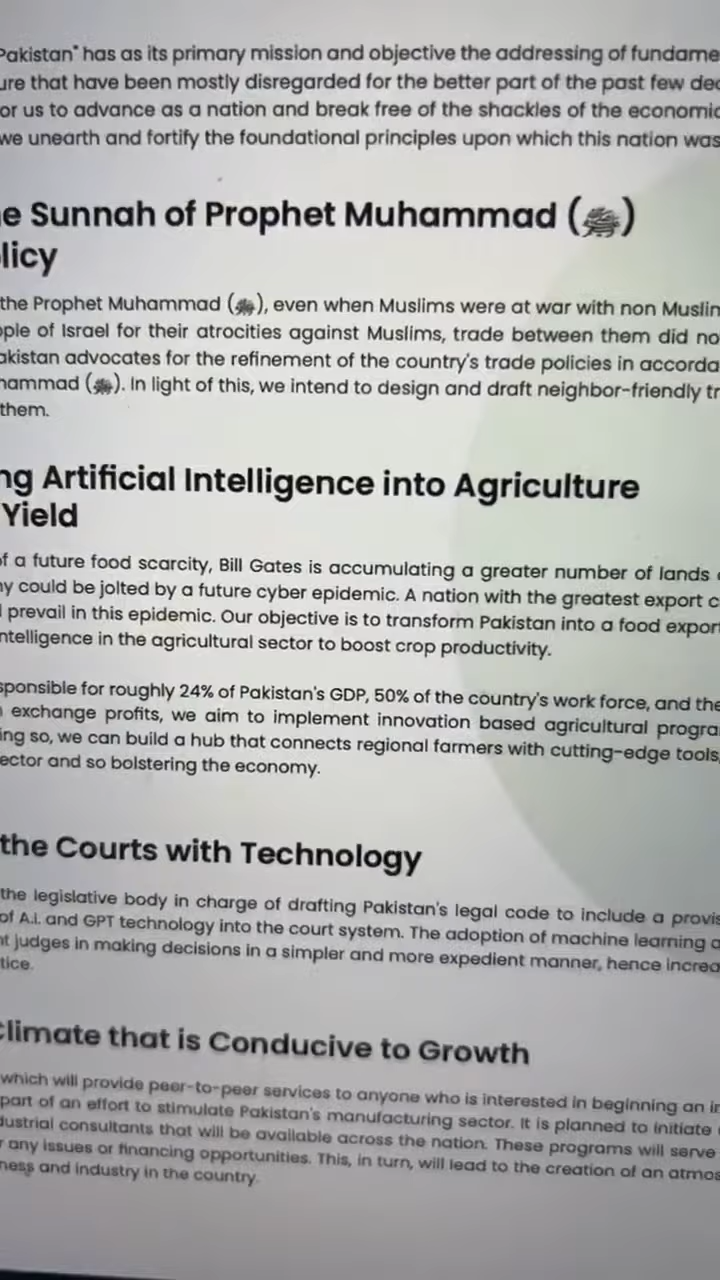 Pakistan" has as its primary mission and objective the addressing of fundame
ure that have been mostly disregarded for the better part of the past few dec
or us to advance as a nation and break free of the shackles of the economic
we unearth and fortify the foundational principles upon which this nation was
e Sunnah of Prophet Muhammad (ﷺ)
licy
the Prophet Muhammad (ﷺ), even when Muslims were at war with non Muslim
ople of Israel for their atrocities against Muslims, trade between them did no
akistan advocates for the refinement of the country's trade policies in accorda
hammad (ﷺ). In light of this, we intend to design and draft neighbor-friendly tr
them.
ng Artificial Intelligence into Agriculture
Yield
of a future food scarcity, Bill Gates is accumulating a greater number of lands
ny could be jolted by a future cyber epidemic. A nation with the greatest export c
l prevail in this epidemic. Our objective is to transform Pakistan into a food export
ntelligence in the agricultural sector to boost crop productivity.
sponsible for roughly 24% of Pakistan's GDP, 50% of the country's work force, and the
n exchange profits, we aim to implement innovation based agricultural progra
ing so, we can build a hub that connects regional farmers with cutting-edge tools,
ector and so bolstering the economy.
the Courts with Technology
the legislative body in charge of drafting Pakistan's legal code to include a provis
of A.i. and GPT technology into the court system. The adoption of machine learning a
nt judges in making decisions in a simpler and more expedient manner, hence increa
tice.
Climate that is Conducive to Growth
which will provide peer-to-peer services to anyone who is interested in beginning an in
part of an effort to stimulate Pakistan's manufacturing sector. It is planned to initiate
dustrial consultants that will be available across the nation. These programs will serve
r any issues or financing opportunities. This, in turn, will lead to the creation of an atmos
ness and industry in the country.